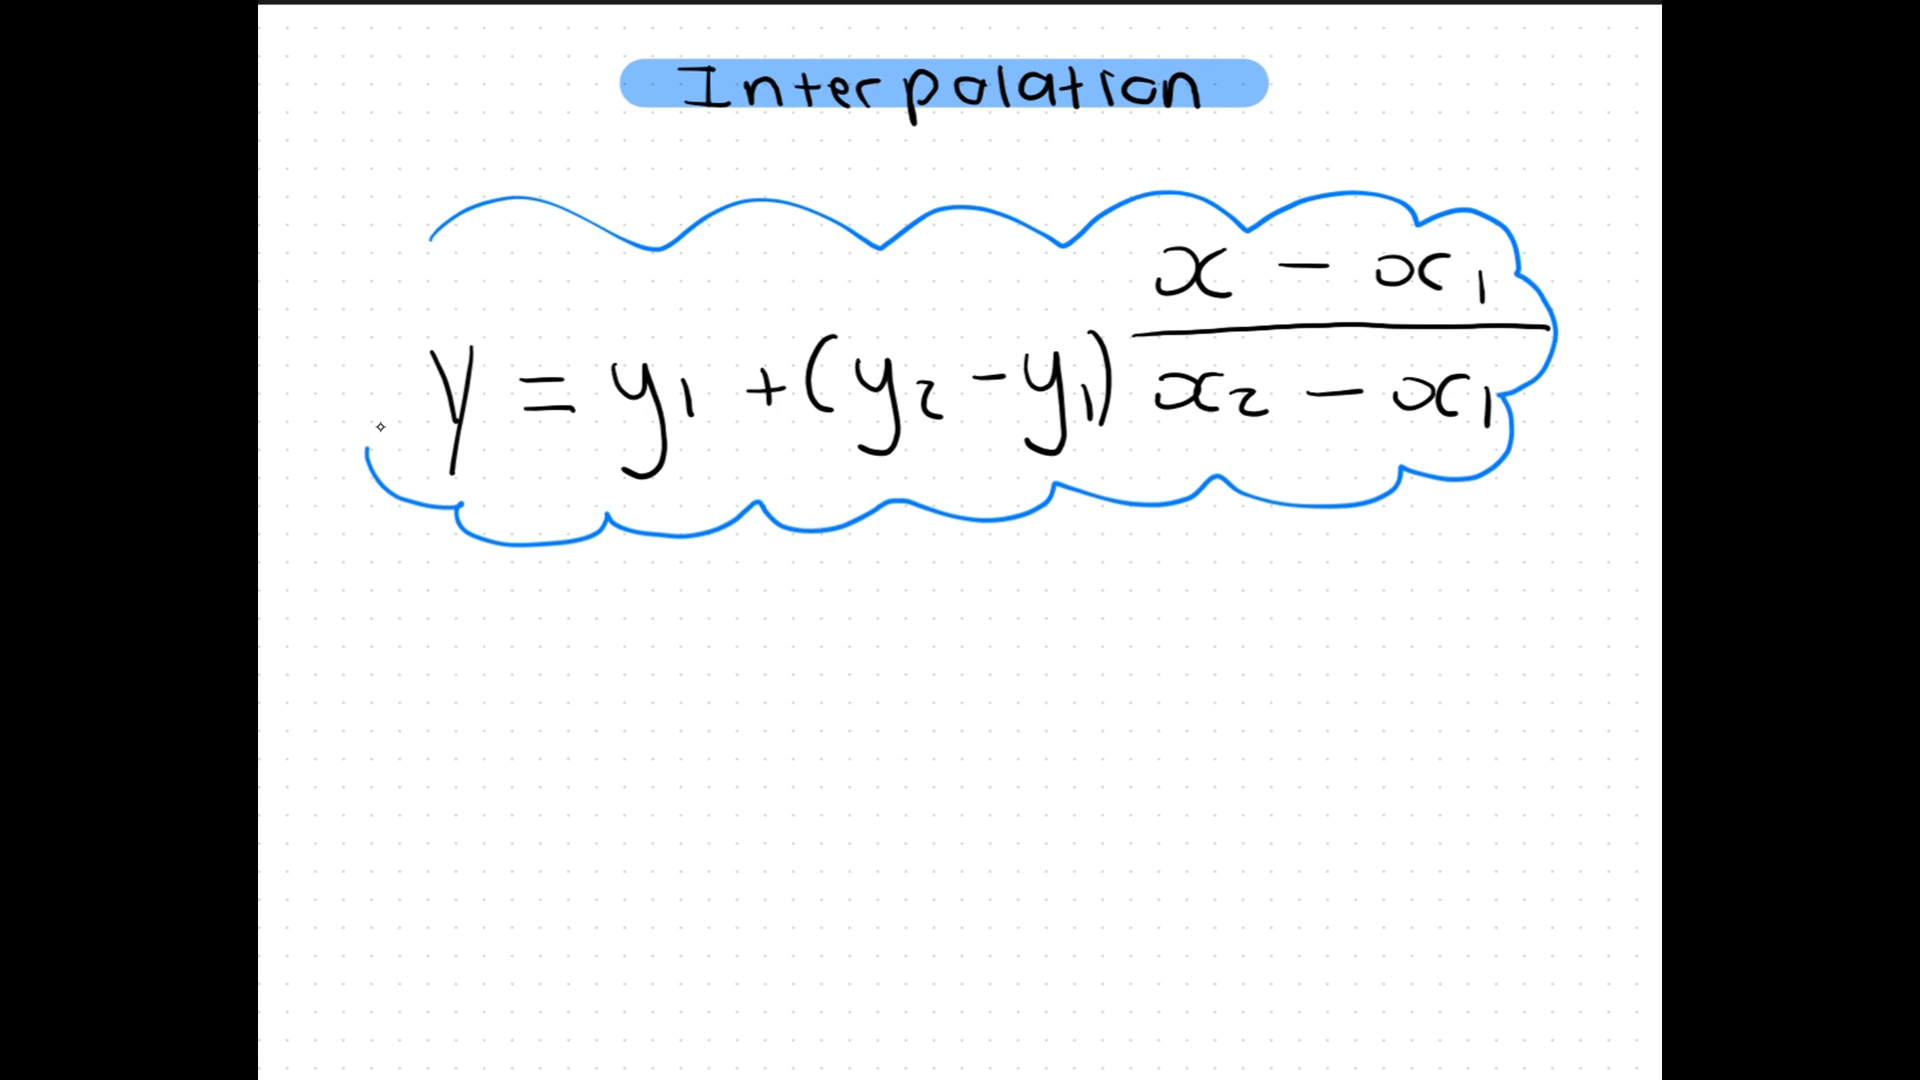 Interpolation
y = y₁ + (y₂ - y₁) (x - x₁)/(x₂ - x₁)